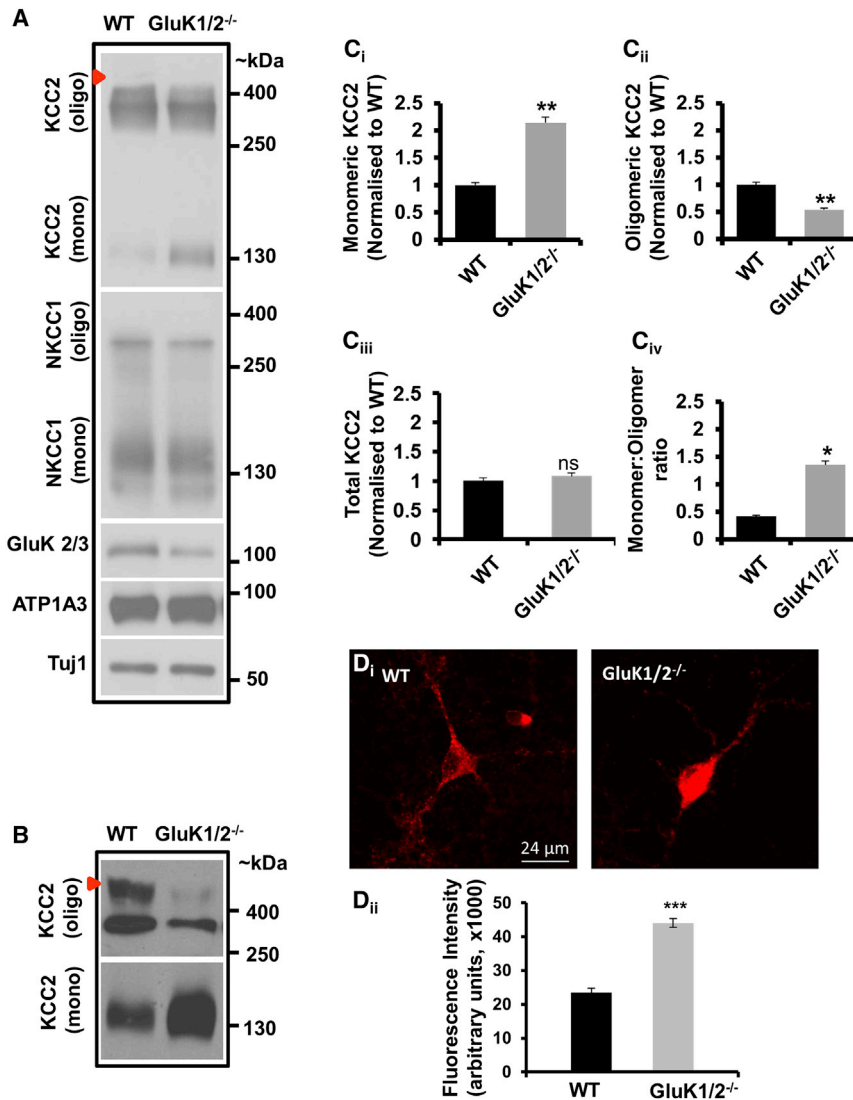 A
WT GluK1/2-/-
~kDa
KCC2 (oligo)
400
250
KCC2 (mono)
130
NKCC1 (oligo)
400
250
NKCC1 (mono)
130
GluK 2/3
100
ATP1A3
100
Tuj1
50
B
WT GluK1/2-/-
~kDa
KCC2 (oligo)
400
250
KCC2 (mono)
130
Ci
Monomeric KCC2
(Normalised to WT)
2.5
2
1.5
1
0.5
0
**
WT
GluK1/2-/-
Cii
Oligomeric KCC2
(Normalised to WT)
2.5
2
1.5
1
0.5
0
**
WT
GluK1/2-/-
Ciii
Total KCC2
(Normalised to WT)
2.5
2
1.5
1
0.5
0
ns
WT
GluK1/2-/-
Civ
Monomer:Oligomer
ratio
2.5
2
1.5
1
0.5
0
*
WT
GluK1/2-/-
Di WT
24 µm
GluK1/2-/-
Dii
Fluorescence Intensity
(arbitrary units, x1000)
50
40
30
20
10
0
***
WT
GluK1/2-/-